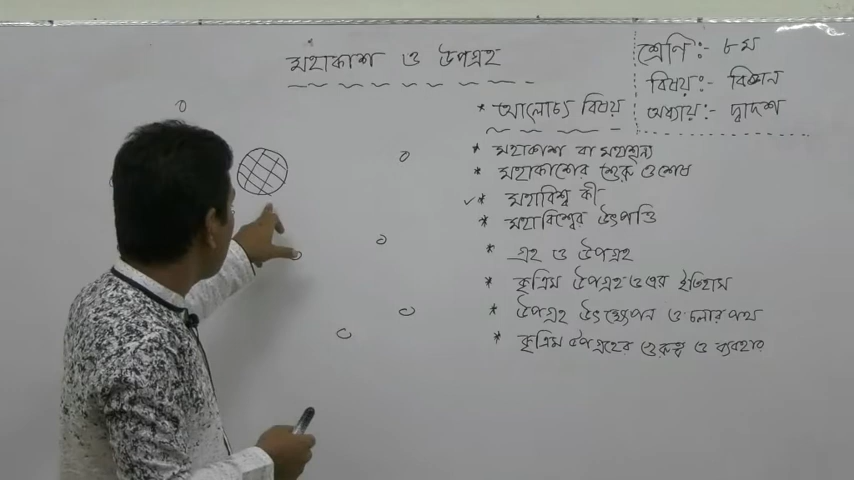 মহাকাশ ও উপগ্রহ
শ্রেণি:- ৮ম
বিষয়:- বিজ্ঞান
অধ্যায়:- দ্বাদশ
* আলোচ্য বিষয়
* মহাকাশ বা মহাশূন্য
* মহাকাশের শুরু ও শেষ
✓* মহাবিশ্ব কী-
* মহাবিশ্বের উৎপত্তি
* গ্রহ ও উপগ্রহ
* কৃত্রিম উপগ্রহ ও এর ইতিহাস
* উপগ্রহ উৎক্ষেপন ও চলার পথ
* কৃত্রিম উপগ্রহের গুরুত্ব ও ব্যবহার